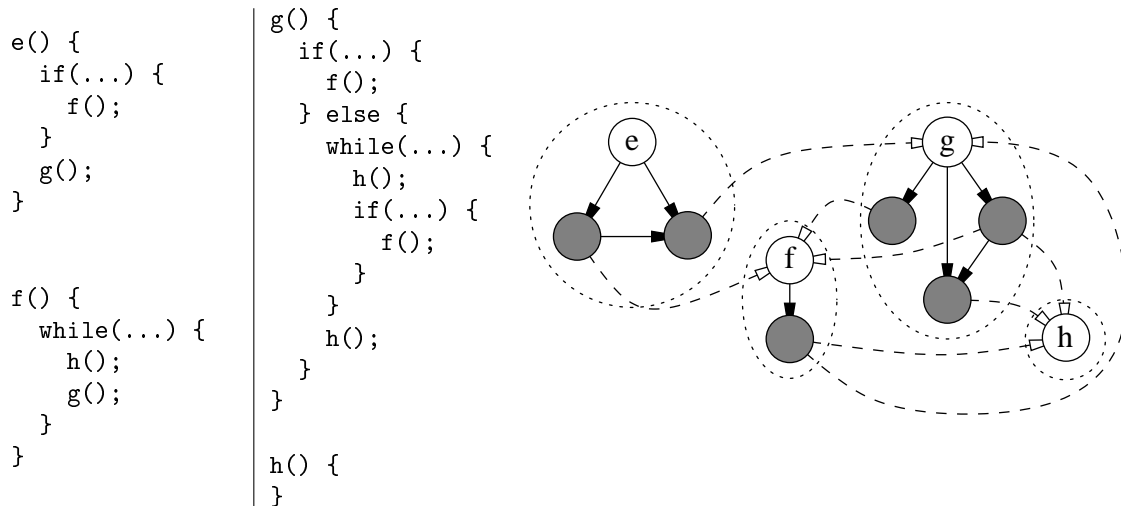 e() {
  if(...) {
    f();
  }
  g();
}
f() {
  while(...) {
    h();
    g();
  }
}
g() {
  if(...) {
    f();
  } else {
    while(...) {
      h();
      if(...) {
        f();
      }
    }
    h();
  }
}
h() {
}
e
g
f
h